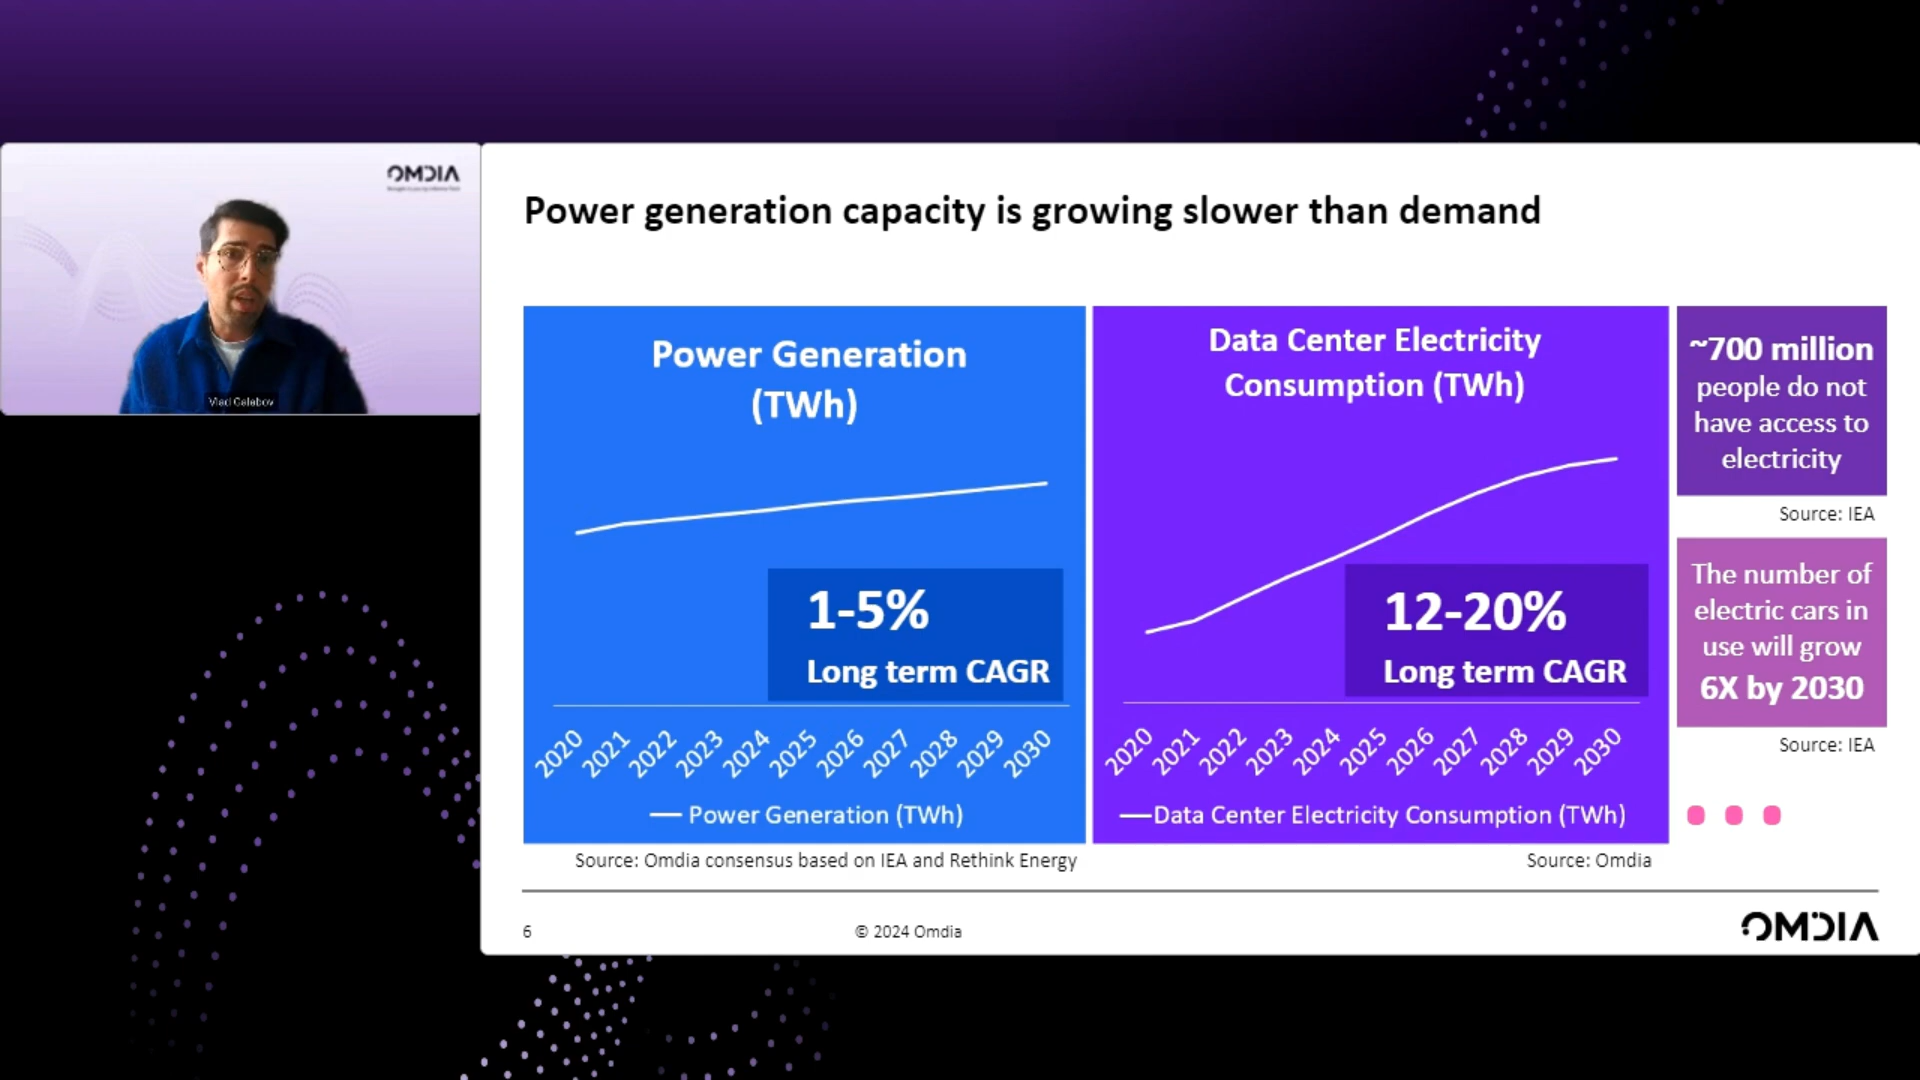 OMDIA
Vlad Galabov
Power generation capacity is growing slower than demand
Power Generation
(TWh)
1-5%
Long term CAGR
2020 2021 2022 2023 2024 2025 2026 2027 2028 2029 2030
Power Generation (TWh)
Source: Omdia consensus based on IEA and Rethink Energy
Data Center Electricity
Consumption (TWh)
12-20%
Long term CAGR
2020 2021 2022 2023 2024 2025 2026 2027 2028 2029 2030
Data Center Electricity Consumption (TWh)
Source: Omdia
~700 million
people do not
have access to
electricity
Source: IEA
The number of
electric cars in
use will grow
6X by 2030
Source: IEA
6
© 2024 Omdia
OMDIA